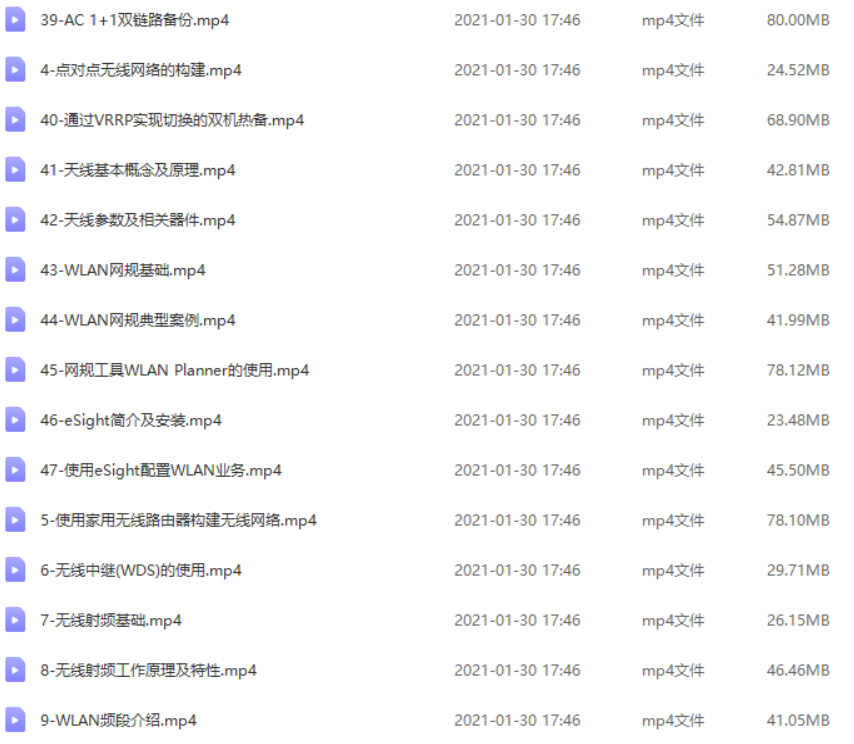 39-AC 1+1双链路备份.mp4 2021-01-30 17:46 mp4文件 80.00MB
4-点对点无线网络的构建.mp4 2021-01-30 17:46 mp4文件 24.52MB
40-通过VRRP实现切换的双机热备.mp4 2021-01-30 17:46 mp4文件 68.90MB
41-天线基本概念及原理.mp4 2021-01-30 17:46 mp4文件 42.81MB
42-天线参数及相关器件.mp4 2021-01-30 17:46 mp4文件 54.87MB
43-WLAN网规基础.mp4 2021-01-30 17:46 mp4文件 51.28MB
44-WLAN网规典型案例.mp4 2021-01-30 17:46 mp4文件 41.99MB
45-网规工具WLAN Planner的使用.mp4 2021-01-30 17:46 mp4文件 78.12MB
46-eSight简介及安装.mp4 2021-01-30 17:46 mp4文件 23.48MB
47-使用eSight配置WLAN业务.mp4 2021-01-30 17:46 mp4文件 45.50MB
5-使用家用无线路由器构建无线网络.mp4 2021-01-30 17:46 mp4文件 78.10MB
6-无线中继(WDS)的使用.mp4 2021-01-30 17:46 mp4文件 29.71MB
7-无线射频基础.mp4 2021-01-30 17:46 mp4文件 26.15MB
8-无线射频工作原理及特性.mp4 2021-01-30 17:46 mp4文件 46.46MB
9-WLAN频段介绍.mp4 2021-01-30 17:46 mp4文件 41.05MB